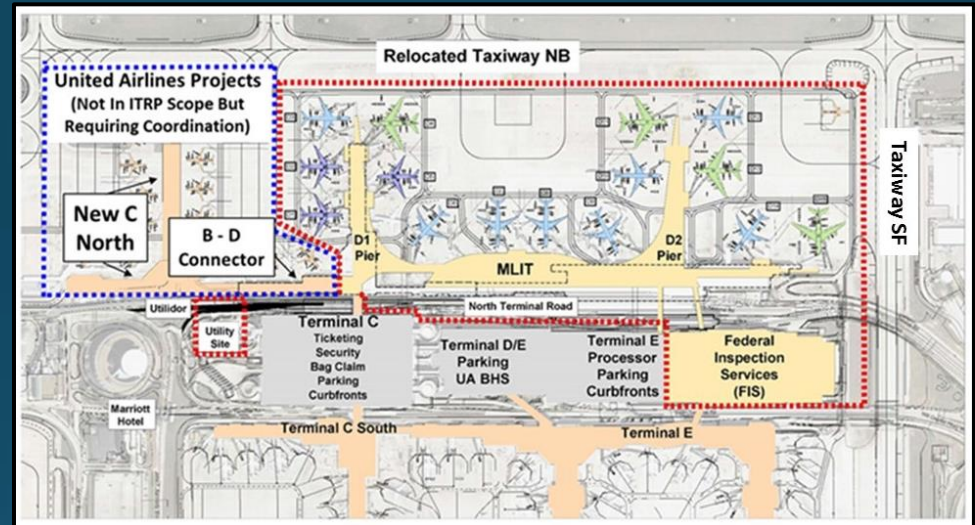 Relocated Taxiway NB
United Airlines Projects
(Not In ITRP Scope But
Requiring Coordination)
Taxiway SF
New C
North
B - D
Connector
D1
Pier
D2
Pier
MLIT
Utilidor
North Terminal Road
Utility
Site
Terminal C
Ticketing
Security
Bag Claim
Parking
Curbfronts
Terminal D/E
Parking
UA BHS
Terminal E
Processor
Parking
Curbfronts
Federal
Inspection
Services
(FIS)
Marriott
Hotel
Terminal C South
Terminal E